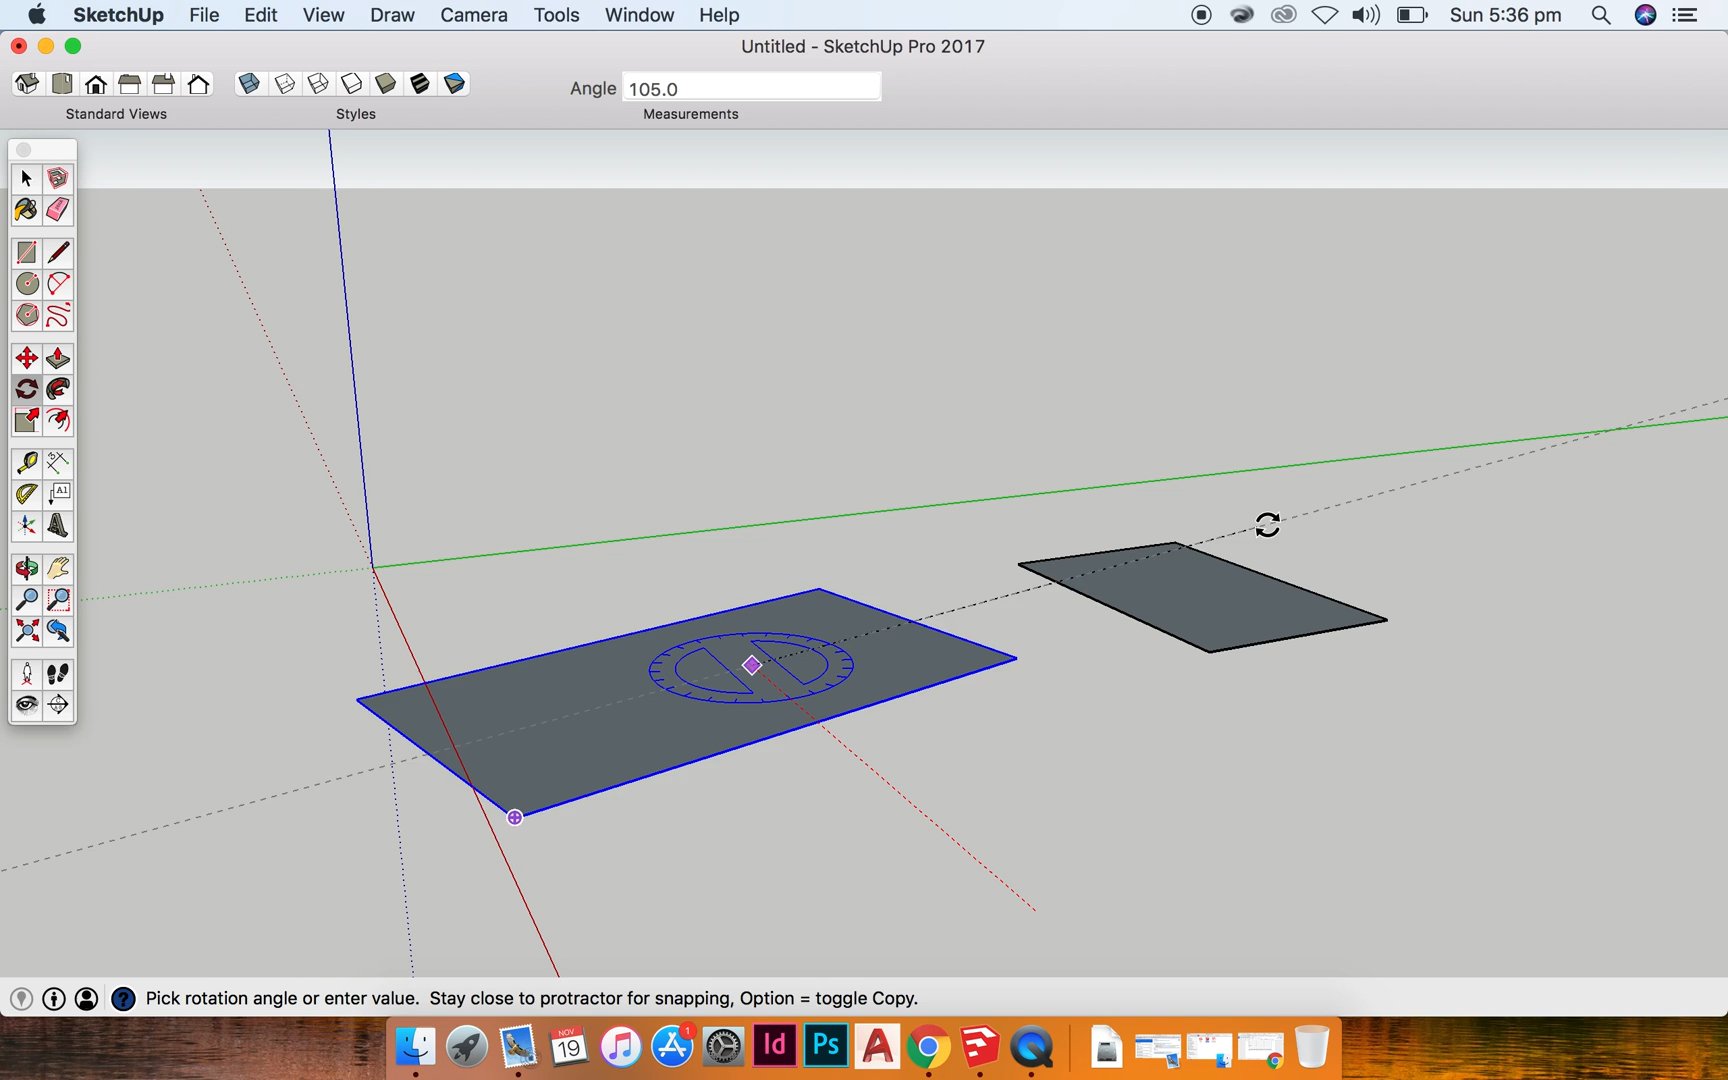 SketchUp File Edit View Draw Camera Tools Window Help Sun 5:36 pm
Untitled - SketchUp Pro 2017
Angle 105.0
Standard Views Styles Measurements
A1
Pick rotation angle or enter value. Stay close to protractor for snapping, Option = toggle Copy.
NOV
19
1
Id
Ps